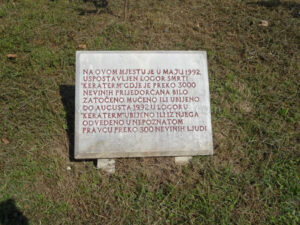 NA OVOM MJESTU JE U MAJU 1992.
USPOSTAVLJEN LOGOR SMRTI
"KERATERM" GDJE JE PREKO 3000
NEVINIH PRIJEDORČANA BILO
ZATOČENO MUČENO ILI UBIJENO
DO AUGUSTA 1992. U LOGORU
"KERATERM" UBIJENO ILI IZ NJEGA
ODVEDENO U NEPOZNATOM
PRAVCU PREKO 300 NEVINIH LJUDI